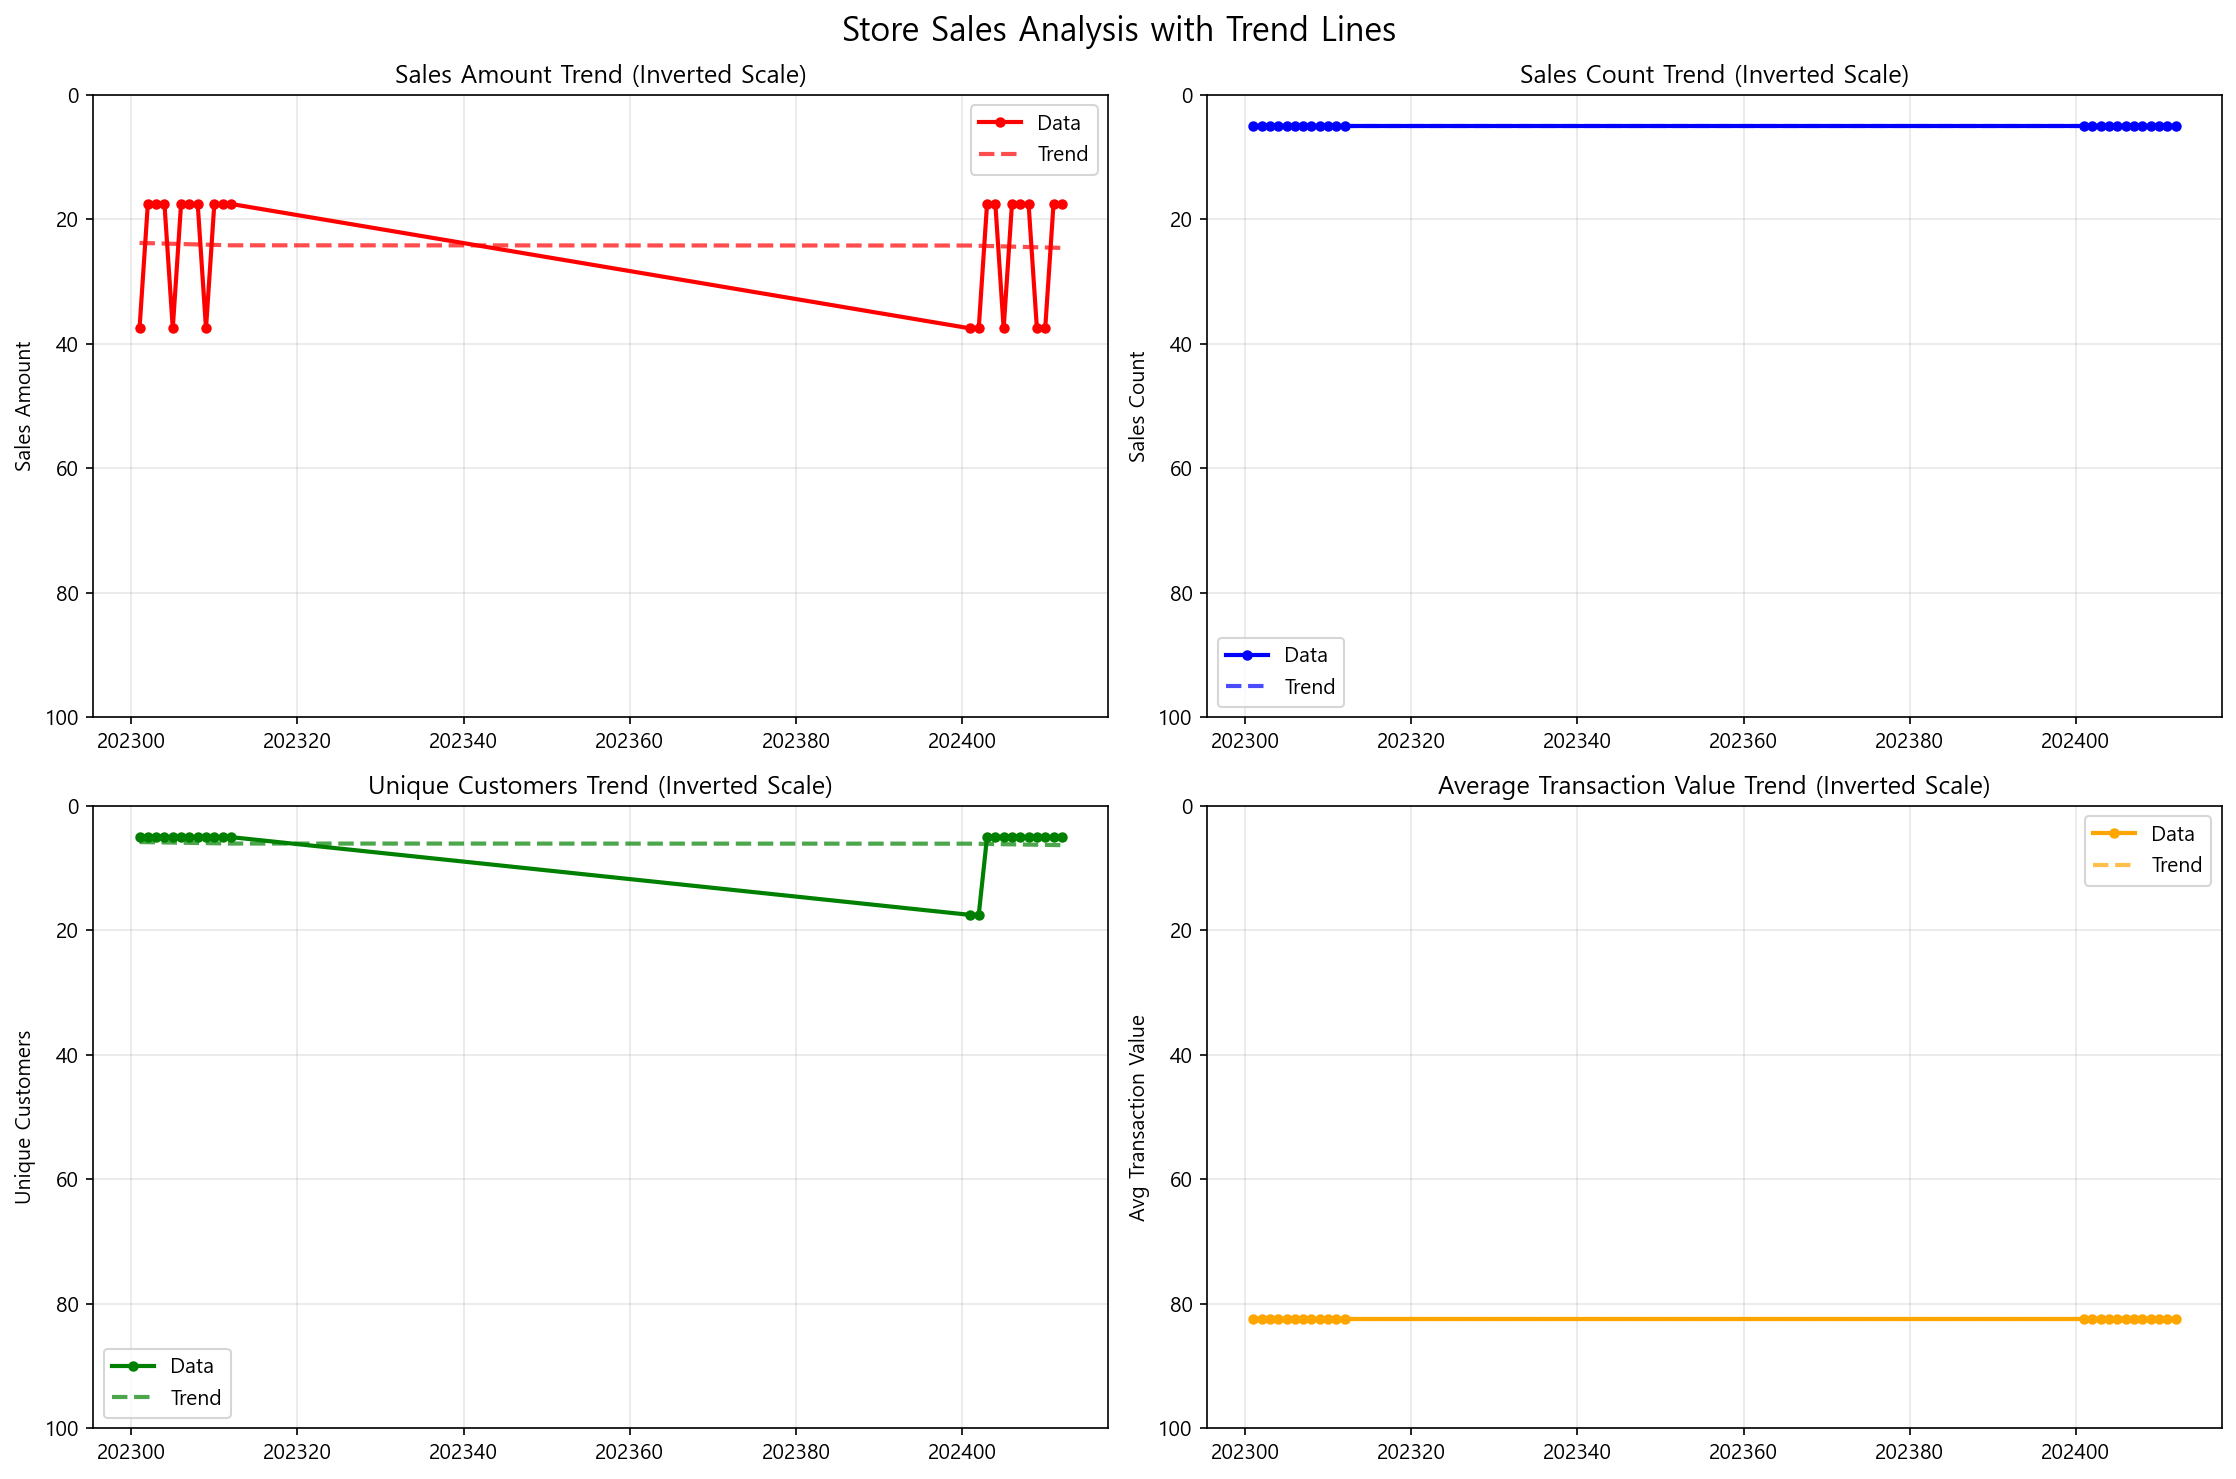 Store Sales Analysis with Trend Lines
Sales Amount Trend (Inverted Scale)
0
20
40
60
80
100
Sales Amount
Data
Trend
202300 202320 202340 202360 202380 202400
Sales Count Trend (Inverted Scale)
0
20
40
60
80
100
Sales Count
Data
Trend
202300 202320 202340 202360 202380 202400
Unique Customers Trend (Inverted Scale)
0
20
40
60
80
100
Unique Customers
Data
Trend
202300 202320 202340 202360 202380 202400
Average Transaction Value Trend (Inverted Scale)
0
20
40
60
80
100
Avg Transaction Value
Data
Trend
202300 202320 202340 202360 202380 202400